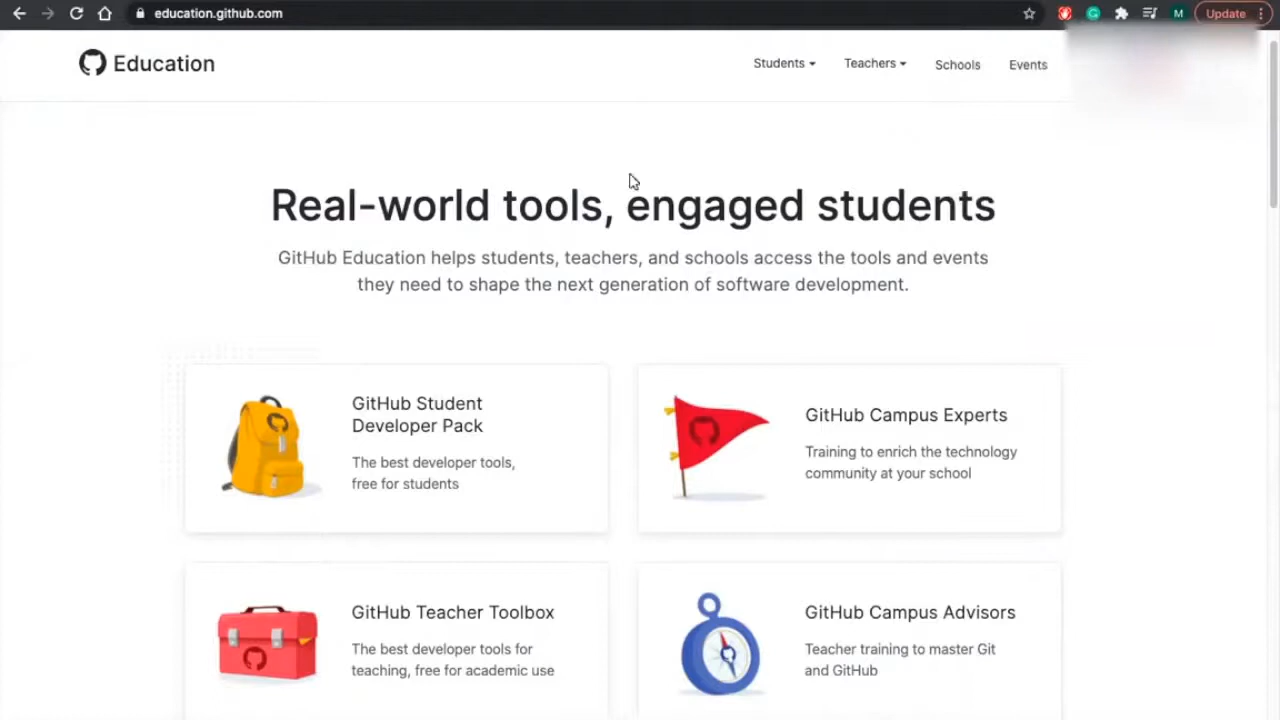 education.github.com
M
Update
Education
Students
Teachers
Schools
Events
Real-world tools, engaged students
GitHub Education helps students, teachers, and schools access the tools and events
they need to shape the next generation of software development.
GitHub Student
Developer Pack
The best developer tools,
free for students
GitHub Campus Experts
Training to enrich the technology
community at your school
GitHub Teacher Toolbox
The best developer tools for
teaching, free for academic use
GitHub Campus Advisors
Teacher training to master Git
and GitHub